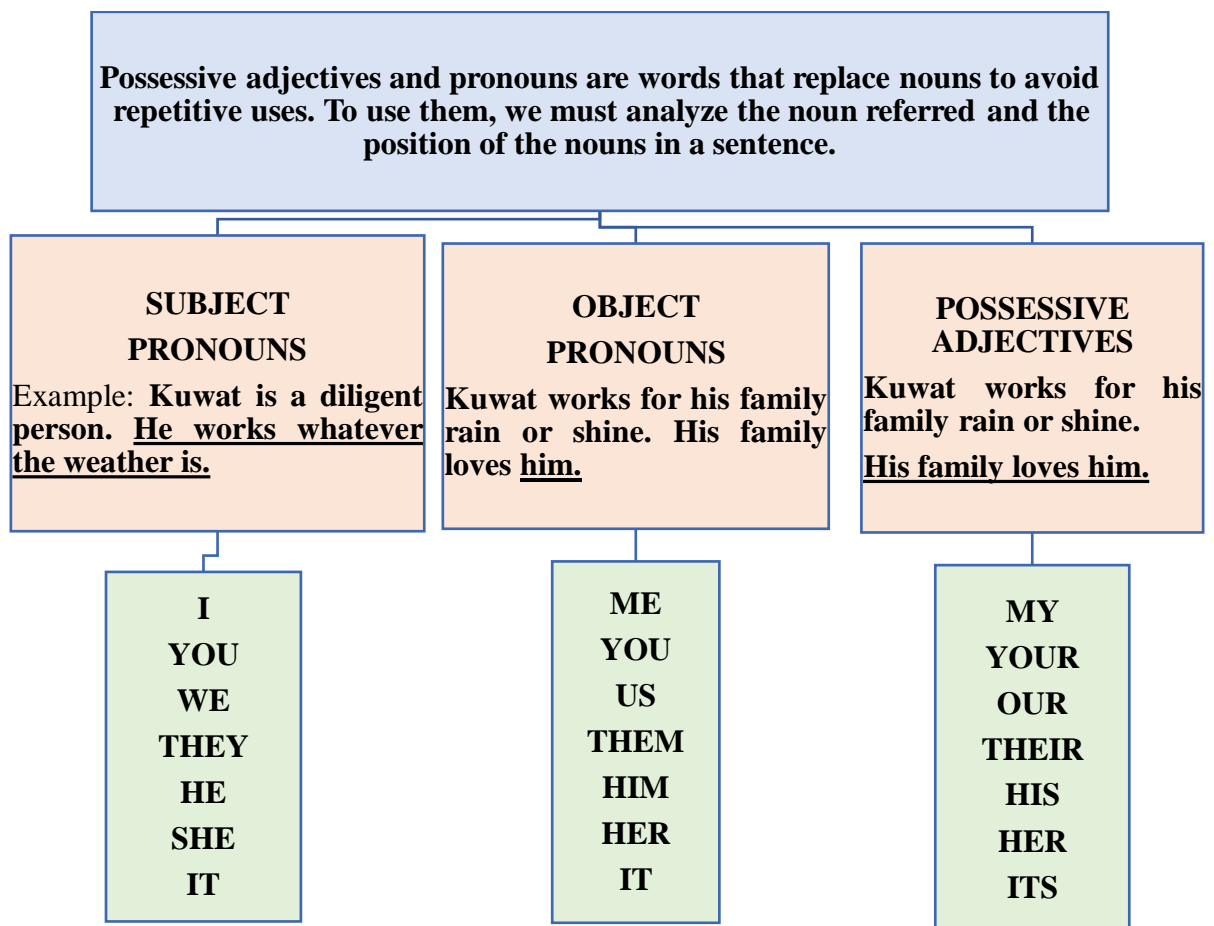 Possessive adjectives and pronouns are words that replace nouns to avoid
repetitive uses. To use them, we must analyze the noun referred and the
position of the nouns in a sentence.
SUBJECT
PRONOUNS
Example: Kuwat is a diligent
person. He works whatever
the weather is.
OBJECT
PRONOUNS
Kuwat works for his family
rain or shine. His family
loves him.
POSSESSIVE
ADJECTIVES
Kuwat works for his
family rain or shine.
His family loves him.
I
YOU
WE
THEY
HE
SHE
IT
ME
YOU
US
THEM
HIM
HER
IT
MY
YOUR
OUR
THEIR
HIS
HER
ITS